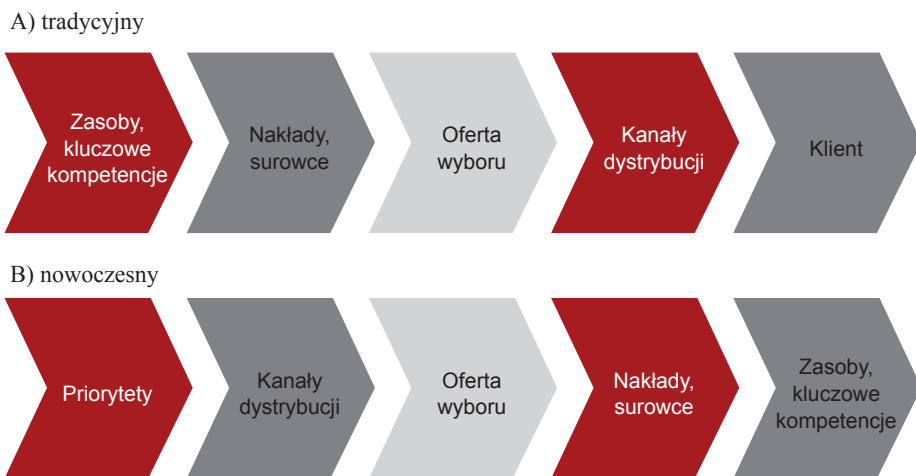 A) tradycyjny
Zasoby,
kluczowe
kompetencje
Nakłady,
surowce
Oferta
wyboru
Kanały
dystrybucji
Klient
B) nowoczesny
Priorytety
Kanały
dystrybucji
Oferta
wyboru
Nakłady,
surowce
Zasoby,
kluczowe
kompetencje